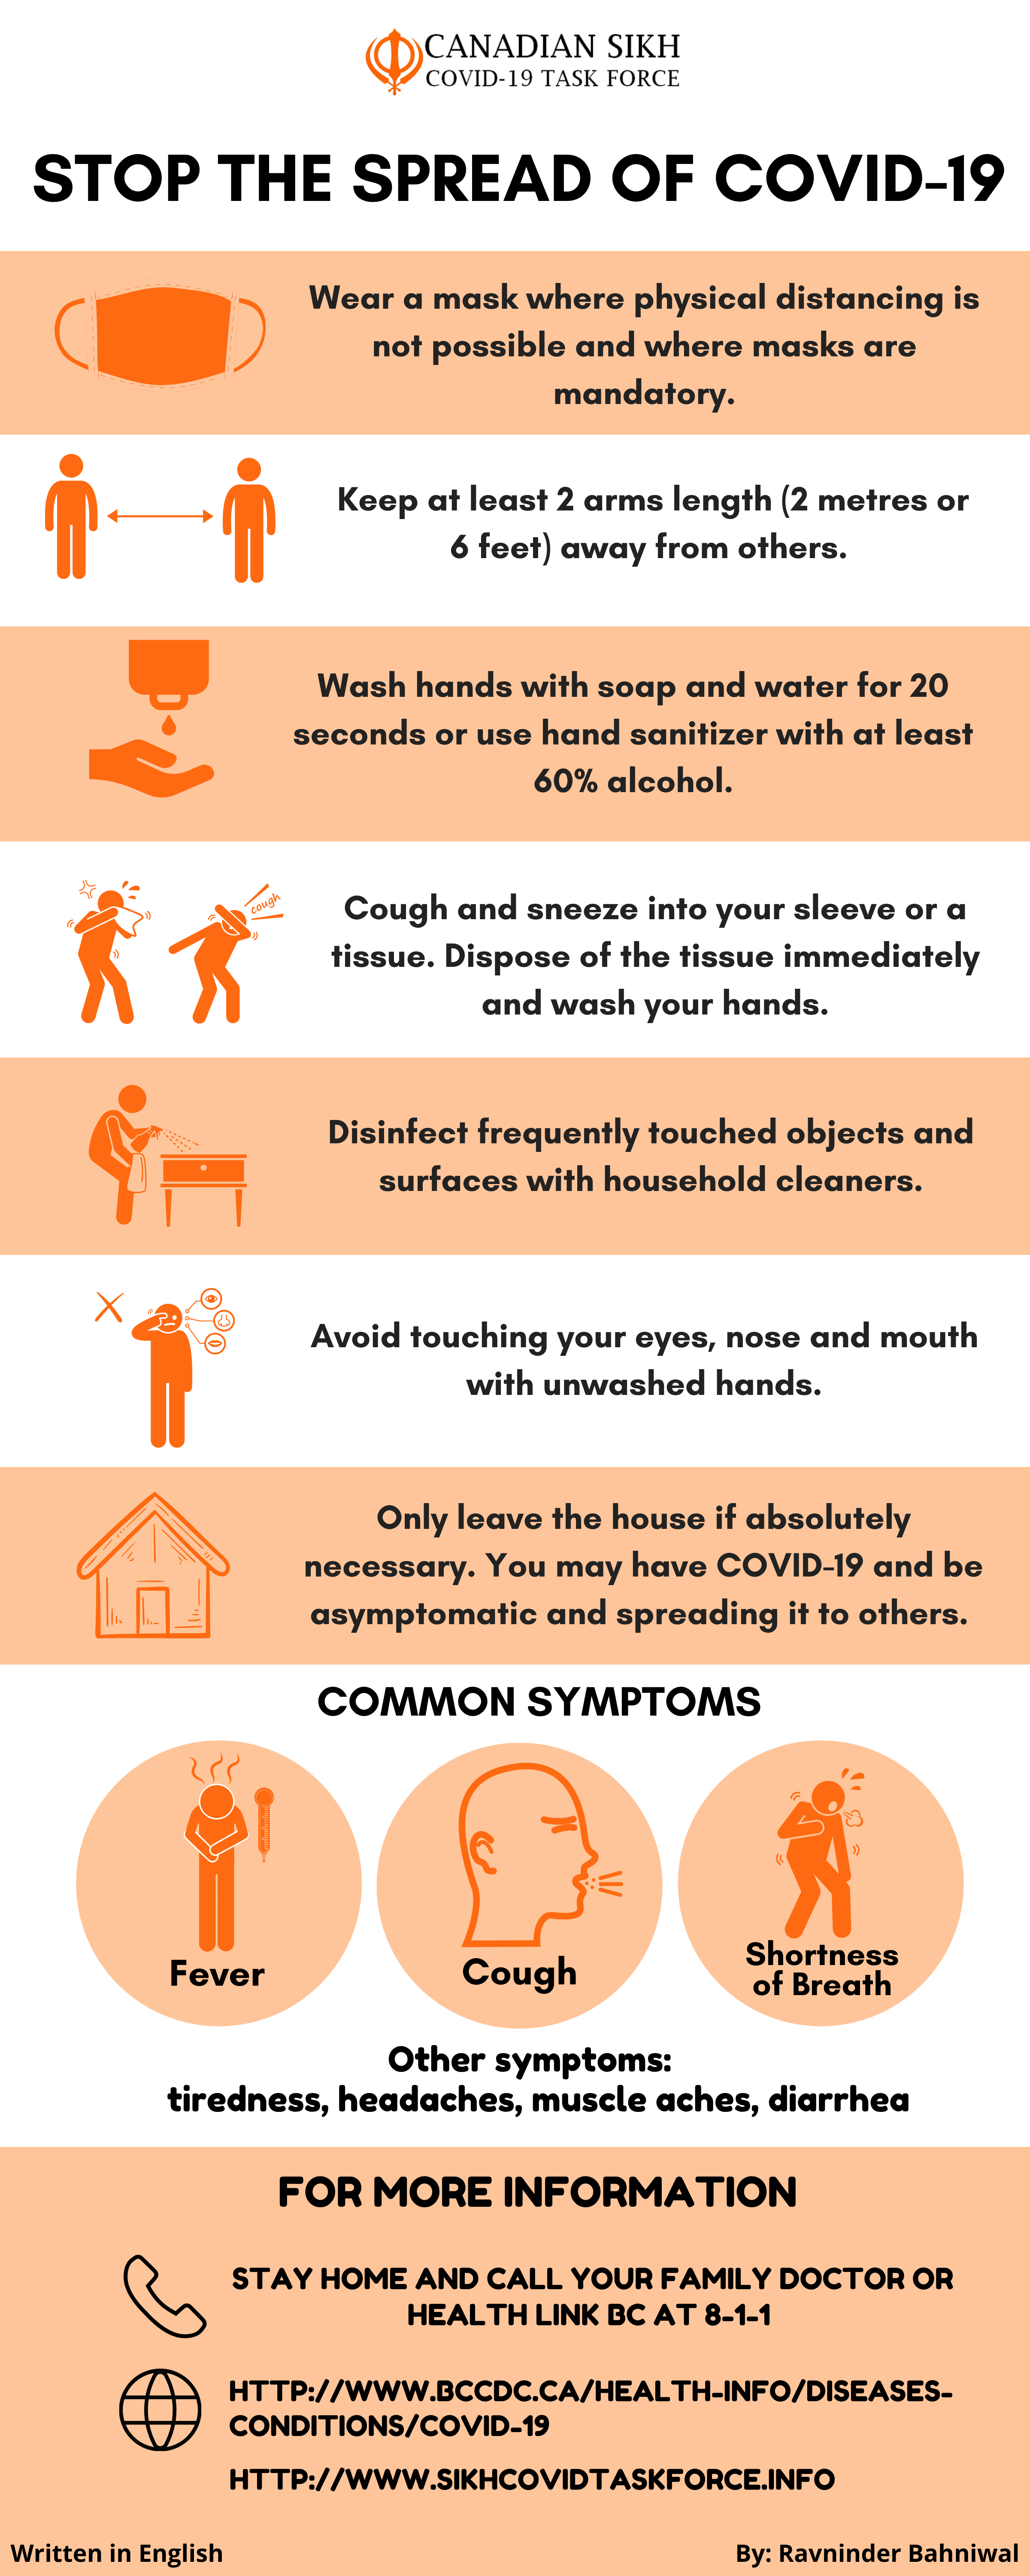 CANADIAN SIKH
COVID-19 TASK FORCE
STOP THE SPREAD OF COVID-19
Wear a mask where physical distancing is
not possible and where masks are
mandatory.
Keep at least 2 arms length (2 metres or
6 feet) away from others.
Wash hands with soap and water for 20
seconds or use hand sanitizer with at least
60% alcohol.
cough
Cough and sneeze into your sleeve or a
tissue. Dispose of the tissue immediately
and wash your hands.
Disinfect frequently touched objects and
surfaces with household cleaners.
Avoid touching your eyes, nose and mouth
with unwashed hands.
Only leave the house if absolutely
necessary. You may have COVID-19 and be
asymptomatic and spreading it to others.
COMMON SYMPTOMS
Fever
Cough
Shortness
of Breath
Other symptoms:
tiredness, headaches, muscle aches, diarrhea
FOR MORE INFORMATION
STAY HOME AND CALL YOUR FAMILY DOCTOR OR
HEALTH LINK BC AT 8-1-1
HTTP://WWW.BCCDC.CA/HEALTH-INFO/DISEASES-
CONDITIONS/COVID-19
HTTP://WWW.SIKHCOVIDTASKFORCE.INFO
Written in English
By: Ravninder Bahniwal